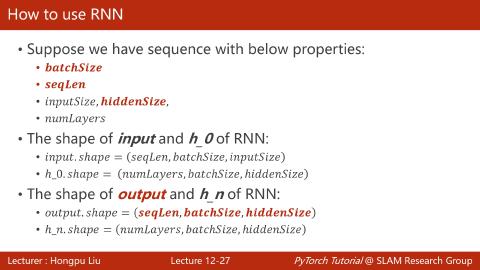 How to use RNN
• Suppose we have sequence with below properties:
• batchSize
• seqLen
• inputSize, hiddenSize,
• numLayers
• The shape of input and h_0 of RNN:
• input.shape = (seqLen, batchSize, inputSize)
• h_0.shape = (numLayers, batchSize, hiddenSize)
• The shape of output and h_n of RNN:
• output.shape = (seqLen, batchSize, hiddenSize)
• h_n.shape = (numLayers, batchSize, hiddenSize)
Lecturer : Hongpu Liu Lecture 12-27 PyTorch Tutorial @ SLAM Research Group